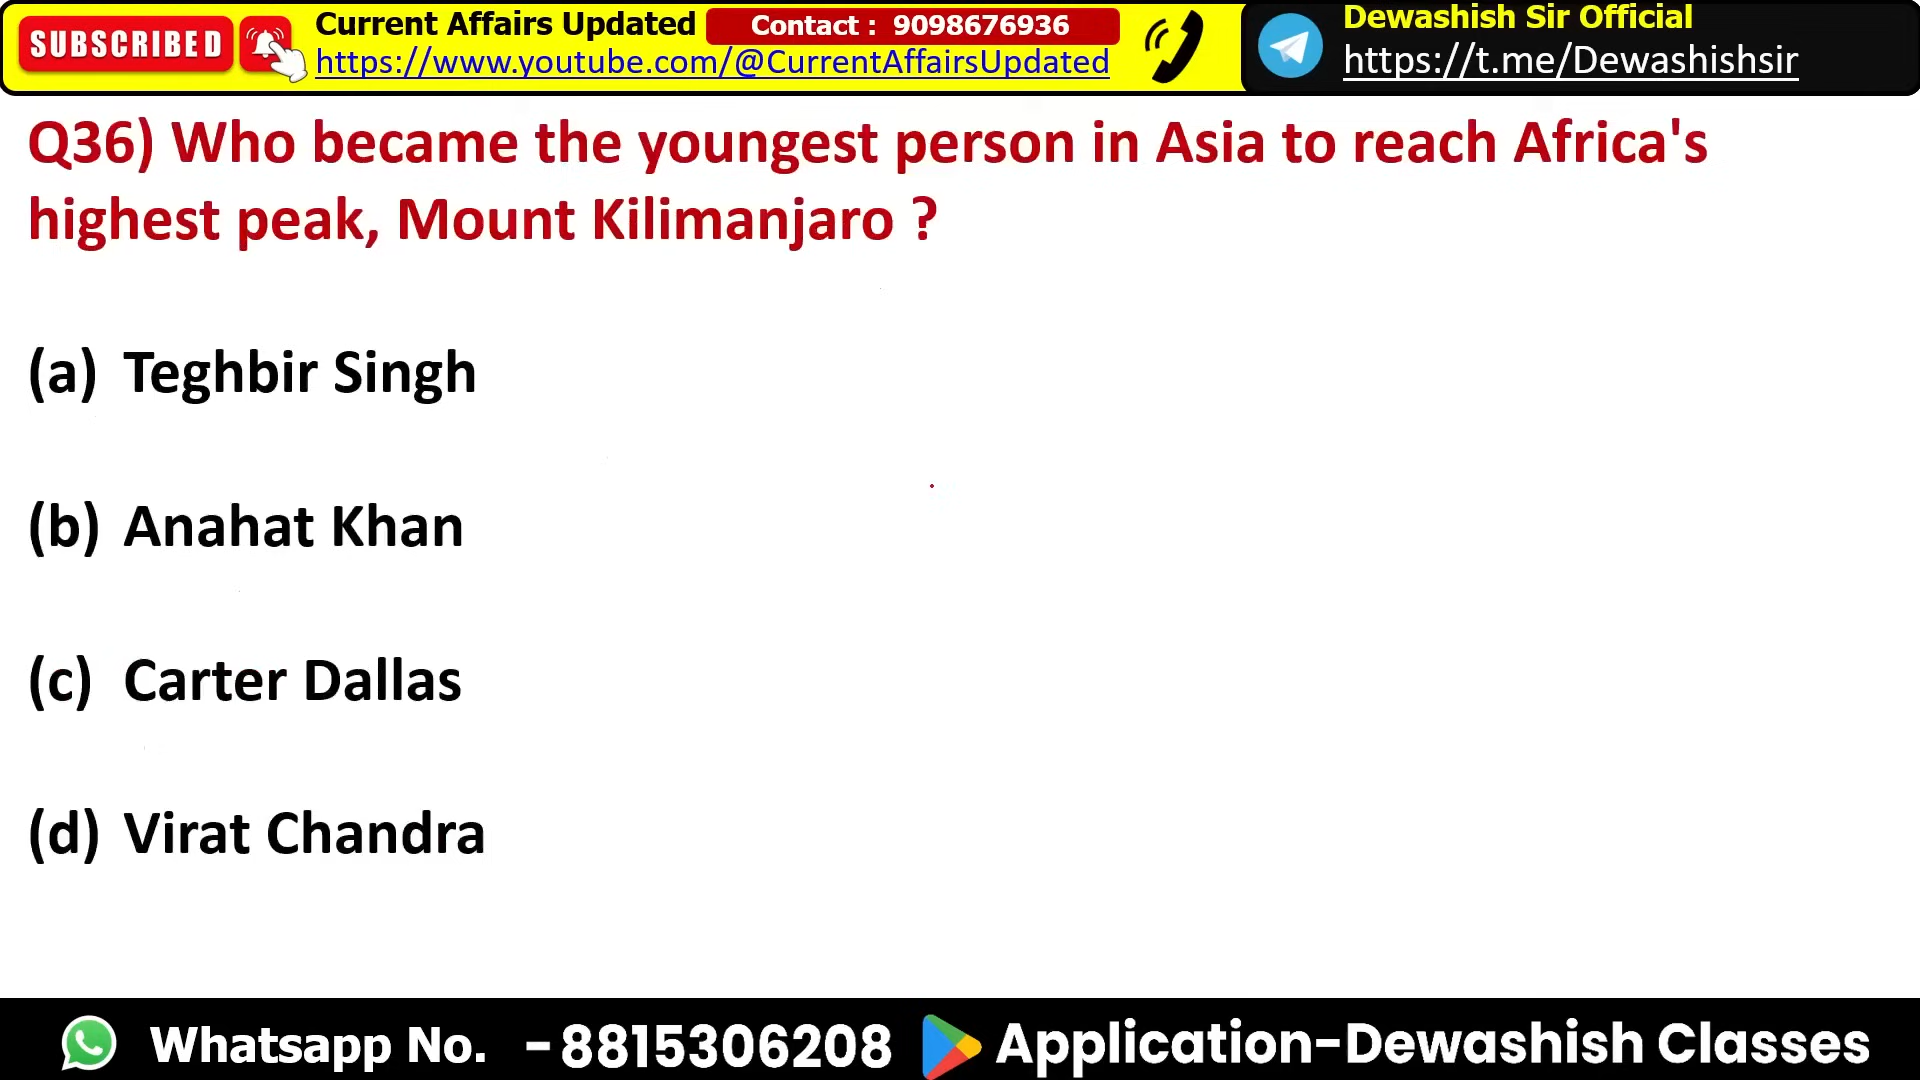 SUBSCRIBED
Current Affairs Updated
Contact : 9098676936
https://www.youtube.com/@CurrentAffairsUpdated
Dewashish Sir Official
https://t.me/Dewashishsir
Q36) Who became the youngest person in Asia to reach Africa's
highest peak, Mount Kilimanjaro ?
(a) Teghbir Singh
(b) Anahat Khan
(c) Carter Dallas
(d) Virat Chandra
Whatsapp No. -8815306208
Application-Dewashish Classes